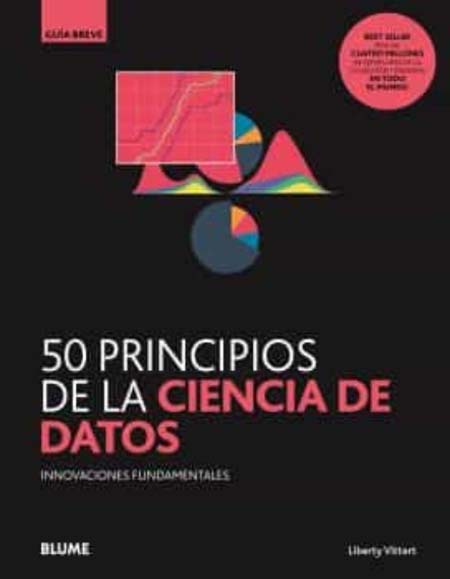 GUÍA BREVE
BEST SELLER
CUATRO MILLONES
EN TODO
EL MUNDO
50 PRINCIPIOS
DE LA CIENCIA DE
DATOS
INNOVACIONES FUNDAMENTALES
BLUME
Liberty Vittert